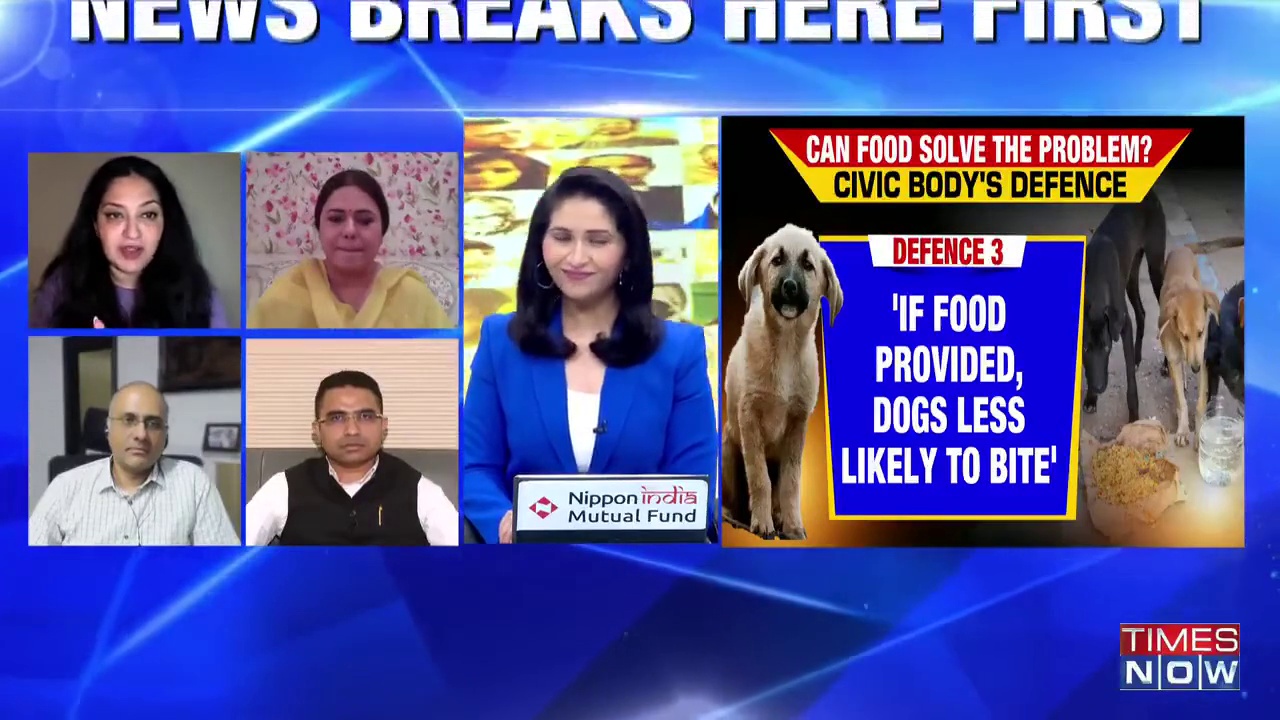 NEWS BREAKS HERE FIRST
CAN FOOD SOLVE THE PROBLEM?
CIVIC BODY'S DEFENCE
DEFENCE 3
'IF FOOD
PROVIDED,
DOGS LESS
LIKELY TO BITE'
Nippon india
Mutual Fund
TIMES
NOW